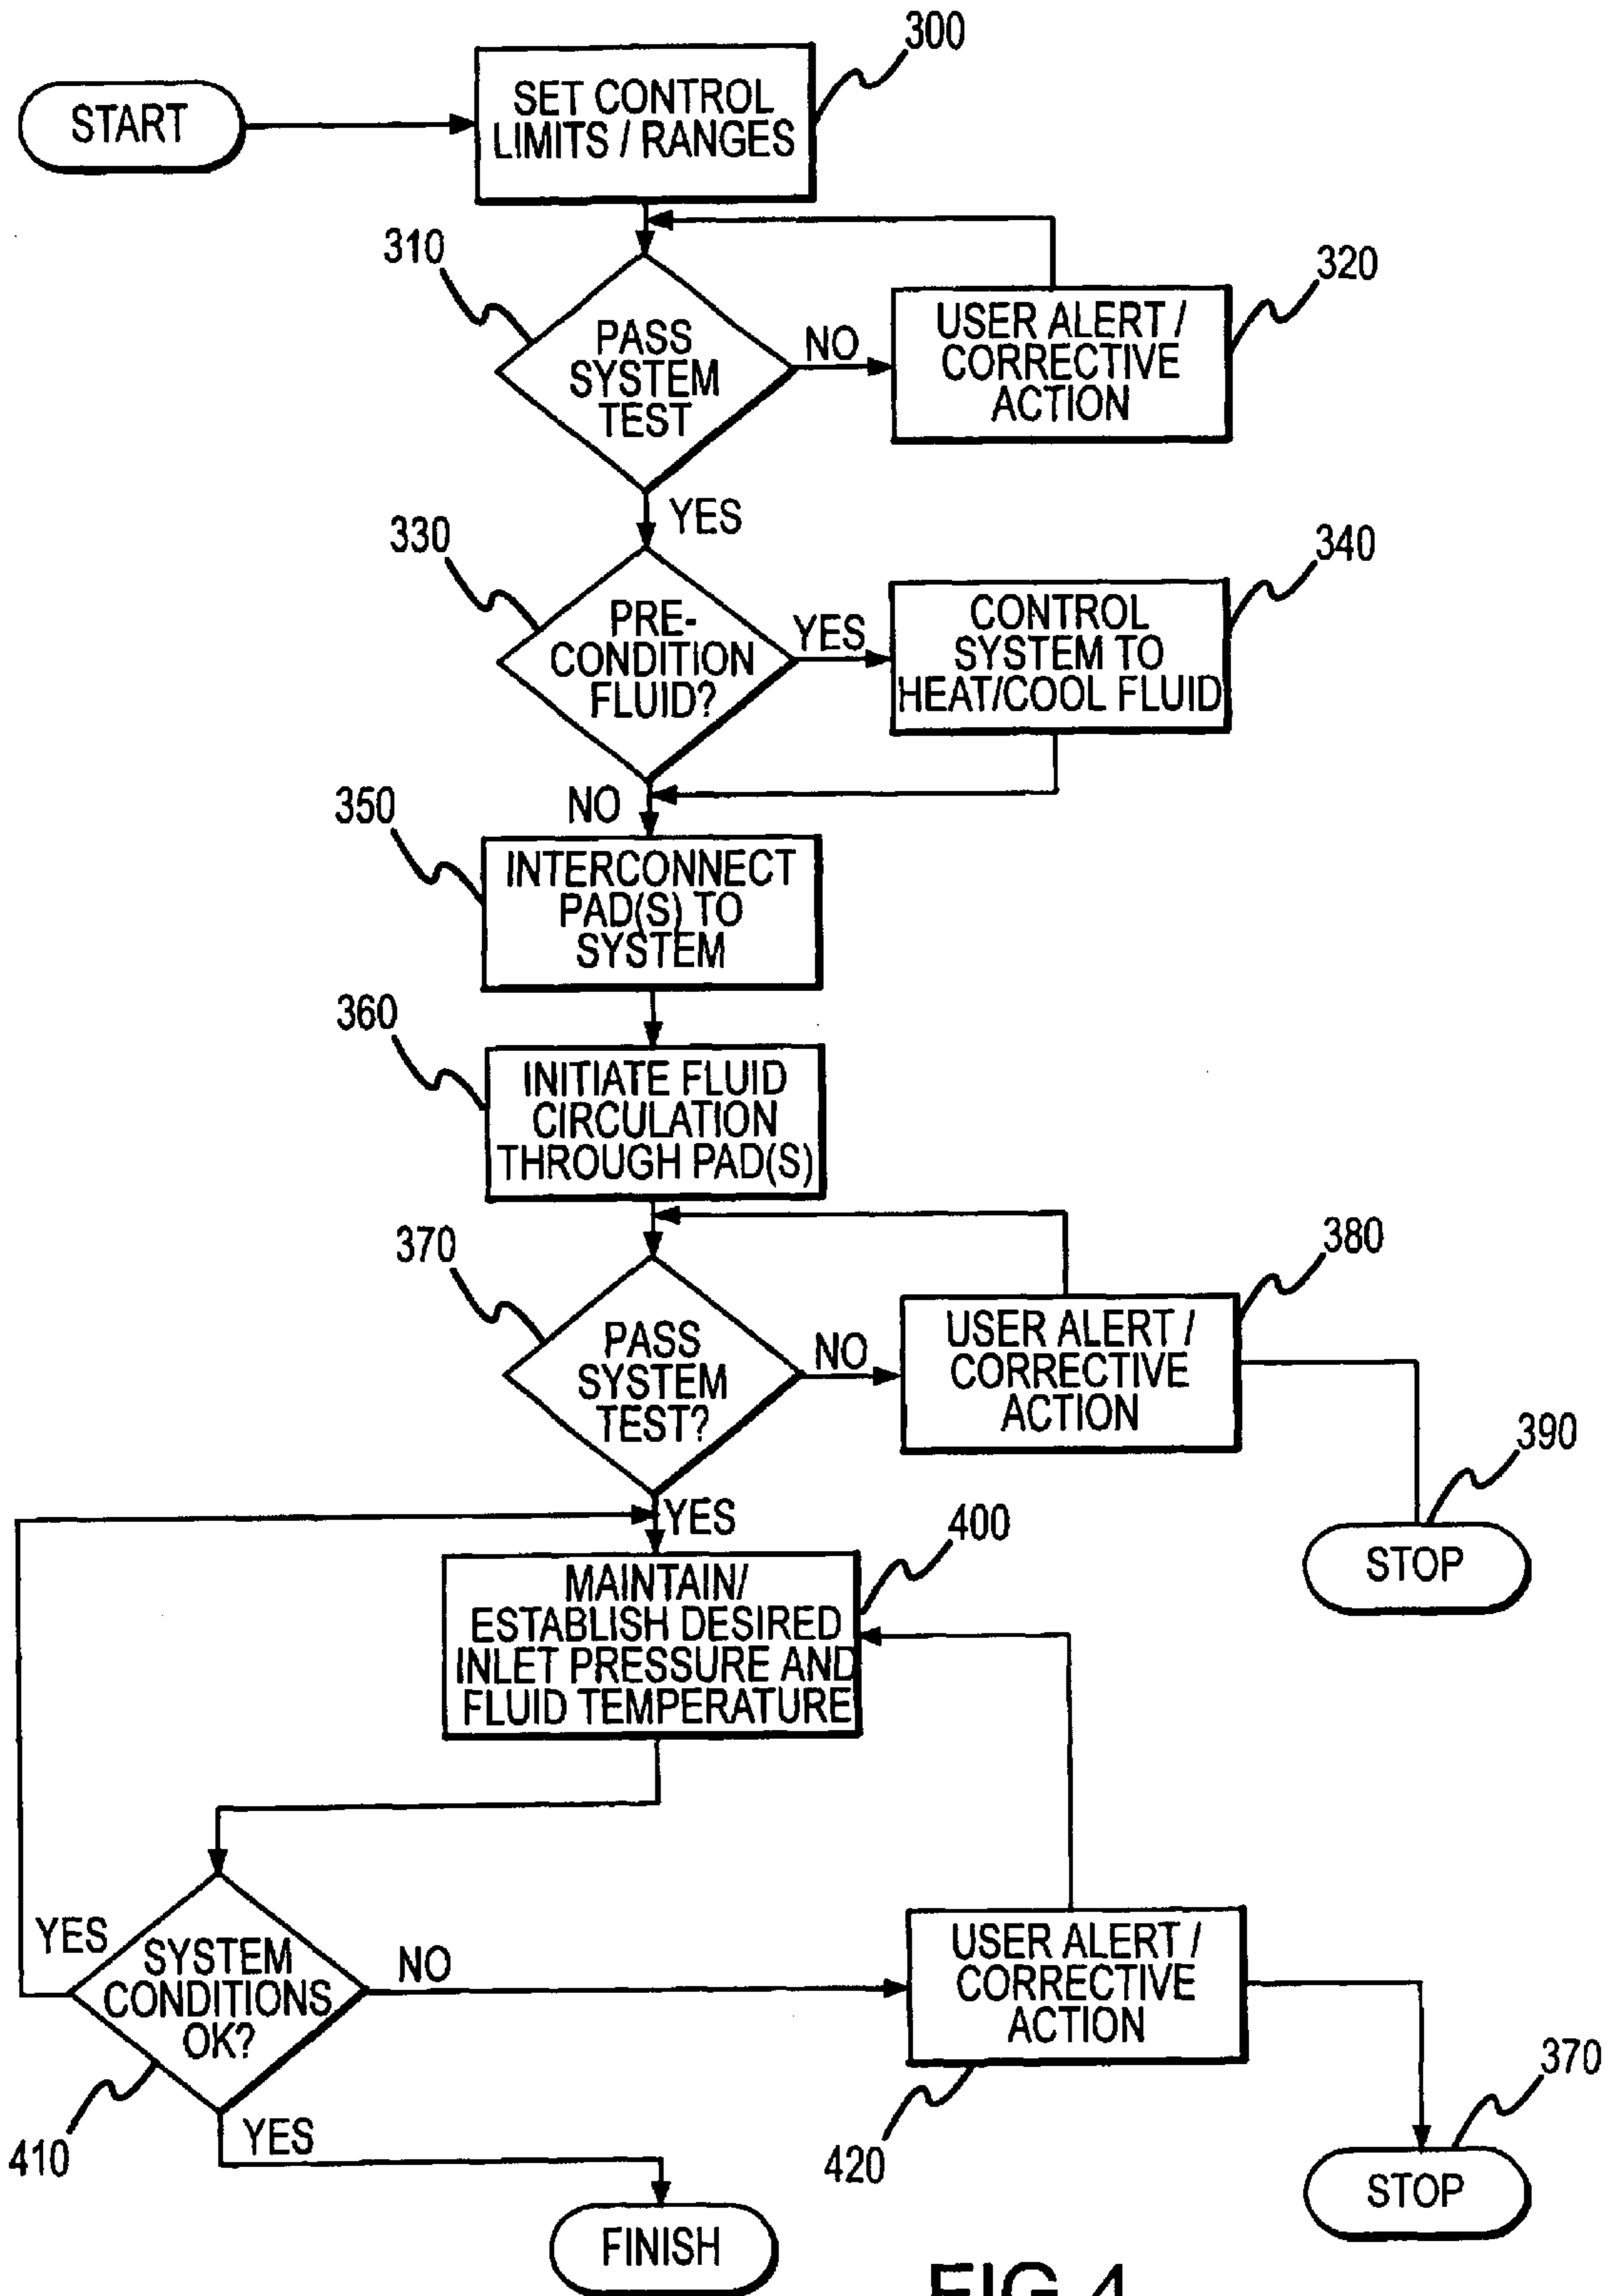 300
START
SET CONTROL
LIMITS / RANGES
310
320
PASS
SYSTEM
TEST
NO
USER ALERT /
CORRECTIVE
ACTION
YES
330
340
PRE-
CONDITION
FLUID?
YES
CONTROL
SYSTEM TO
HEAT/COOL FLUID
NO
350
INTERCONNECT
PAD(S) TO
SYSTEM
360
INITIATE FLUID
CIRCULATION
THROUGH PAD(S)
370
380
PASS
SYSTEM
TEST?
NO
USER ALERT /
CORRECTIVE
ACTION
390
STOP
YES
400
MAINTAIN/
ESTABLISH DESIRED
INLET PRESSURE AND
FLUID TEMPERATURE
YES
SYSTEM
CONDITIONS
OK?
NO
USER ALERT /
CORRECTIVE
ACTION
410
YES
420
370
STOP
FINISH
FIG.4